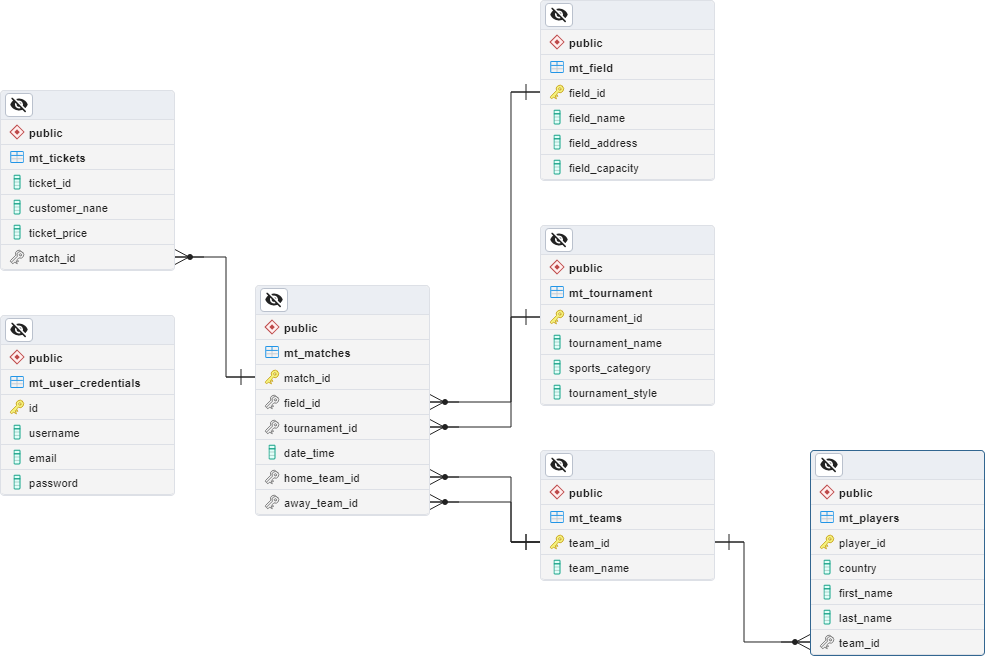 public
mt_field
field_id
field_name
field_address
field_capacity
public
mt_tickets
ticket_id
customer_nane
ticket_price
match_id
public
mt_tournament
tournament_id
tournament_name
sports_category
tournament_style
public
mt_matches
match_id
field_id
tournament_id
date_time
home_team_id
away_team_id
public
mt_user_credentials
id
username
email
password
public
mt_teams
team_id
team_name
public
mt_players
player_id
country
first_name
last_name
team_id